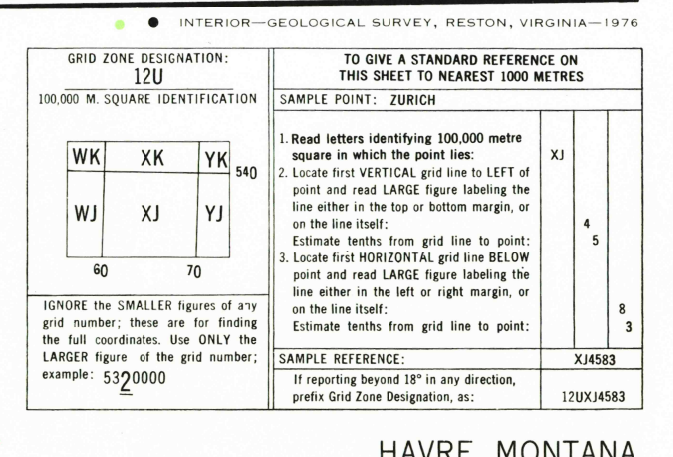 INTERIOR—GEOLOGICAL SURVEY, RESTON, VIRGINIA—1976
GRID ZONE DESIGNATION:
12U
100,000 M. SQUARE IDENTIFICATION
WK XK YK
540
WJ XJ YJ
60 70
IGNORE the SMALLER figures of any
grid number; these are for finding
the full coordinates. Use ONLY the
LARGER figure of the grid number;
example: 5320000
TO GIVE A STANDARD REFERENCE ON
THIS SHEET TO NEAREST 1000 METRES
SAMPLE POINT: ZURICH
1. Read letters identifying 100,000 metre
square in which the point lies: XJ
2. Locate first VERTICAL grid line to LEFT of
point and read LARGE figure labeling the
line either in the top or bottom margin, or
on the line itself: 4
Estimate tenths from grid line to point: 5
3. Locate first HORIZONTAL grid line BELOW
point and read LARGE figure labeling the
line either in the left or right margin, or
on the line itself: 8
Estimate tenths from grid line to point: 3
SAMPLE REFERENCE: XJ4583
If reporting beyond 18° in any direction,
prefix Grid Zone Designation, as: 12UXJ4583
HAVRE, MONTANA